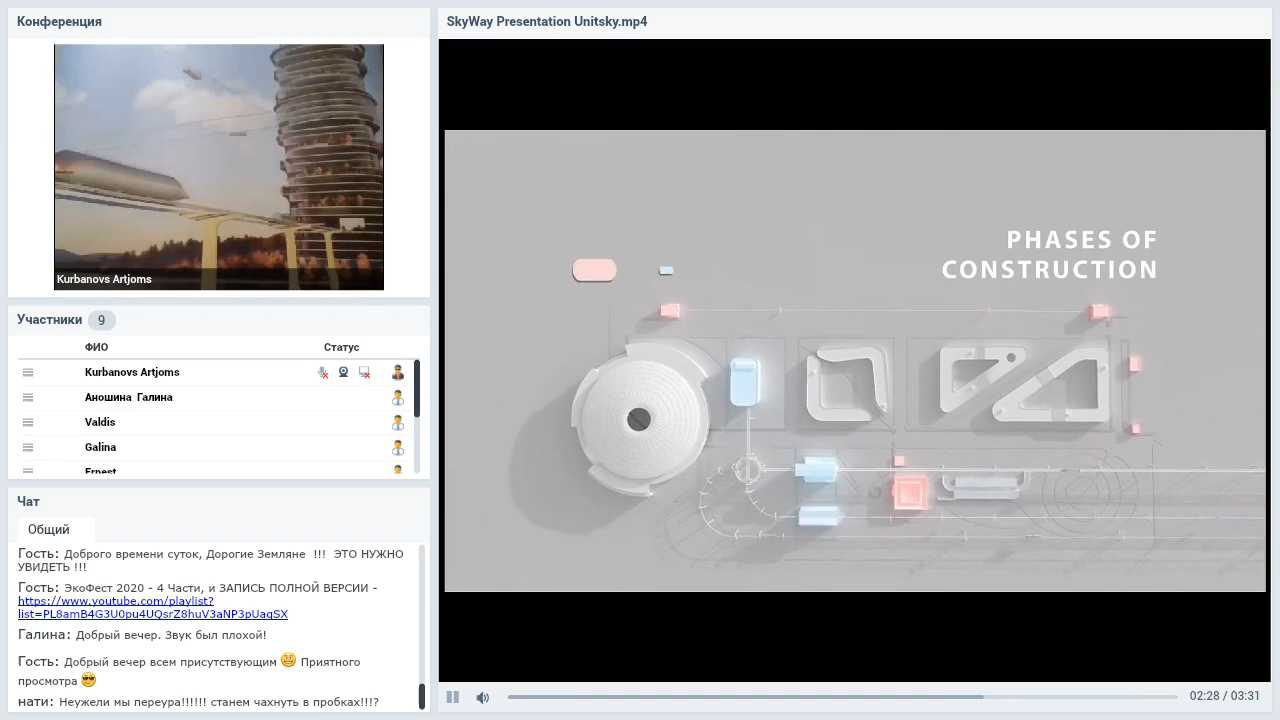 Конференция
Kurbanovs Artjoms
Участники 9
ФИО Статус
Kurbanovs Artjoms
Аношина Галина
Valdis
Galina
Ernest
Чат
Общий
Гость: Доброго времени суток, Дорогие Земляне !!! ЭТО НУЖНО
УВИДЕТЬ !!!
Гость: ЭкоФест 2020 - 4 Части, и ЗАПИСЬ ПОЛНОЙ ВЕРСИИ -
https://www.youtube.com/playlist?
list=PL8amB4G3U0pu4UQsrZ8huV3aNP3pUaqSX
Галина: Добрый вечер. Звук был плохой!
Гость: Добрый вечер всем присутствующим Приятного
просмотра
нати: Неужели мы переура!!!!!! станем чахнуть в пробках!!!?
SkyWay Presentation Unitsky.mp4
PHASES OF
CONSTRUCTION
02:28 / 03:31